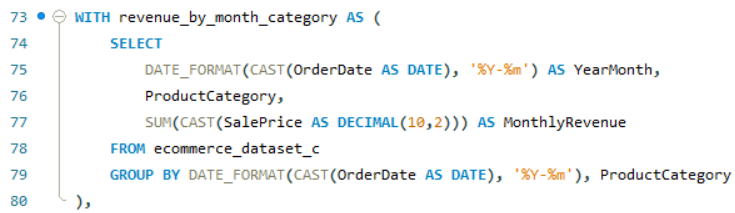 73 WITH revenue_by_month_category AS (
74 SELECT
75 DATE_FORMAT(CAST(OrderDate AS DATE), '%Y-%m') AS YearMonth,
76 ProductCategory,
77 SUM(CAST(SalePrice AS DECIMAL(10,2))) AS MonthlyRevenue
78 FROM ecommerce_dataset_c
79 GROUP BY DATE_FORMAT(CAST(OrderDate AS DATE), '%Y-%m'), ProductCategory
80 ),